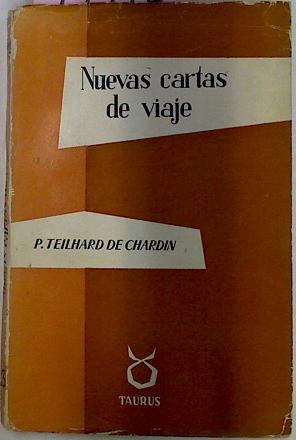 Nuevas cartas
de viaje
P. TEILHARD DE CHARDIN
TAURUS